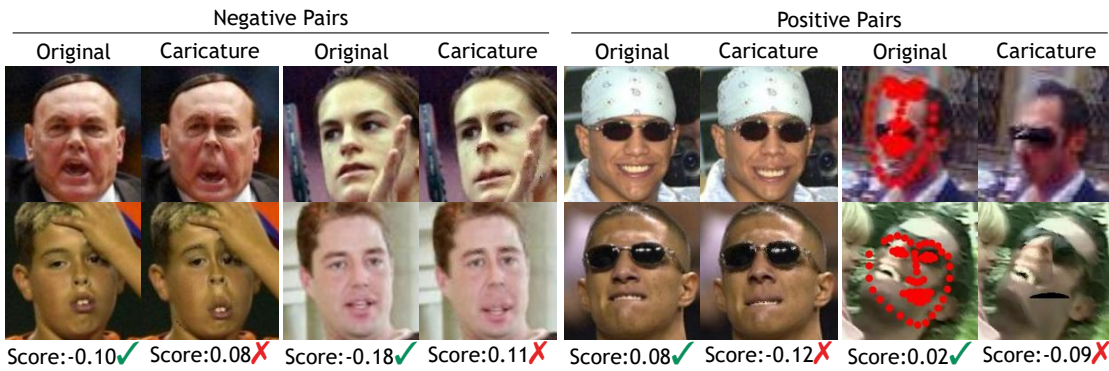 Negative Pairs
Positive Pairs
Original Caricature Original Caricature Original Caricature Original Caricature
Score:-0.10✓ Score:0.08✗ Score:-0.18✓ Score:0.11✗ Score:0.08✓ Score:-0.12✗ Score:0.02✓ Score:-0.09✗